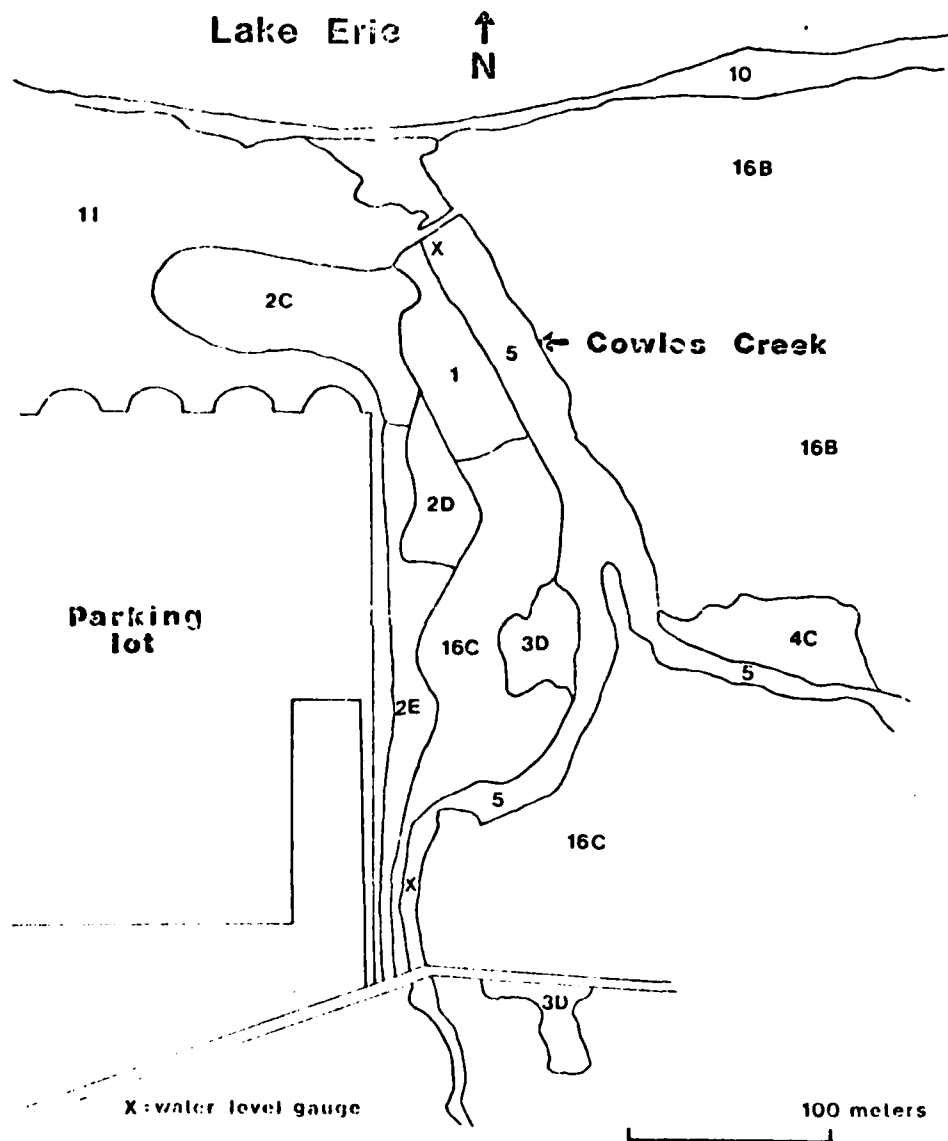 Lake Erie
↑
N
10
16B
11
X
2C
5
← Cowles Creek
1
16B
2D
Parking
lot
16C
3D
4C
5
2E
5
16C
X
3D
X=water level gauge
100 meters